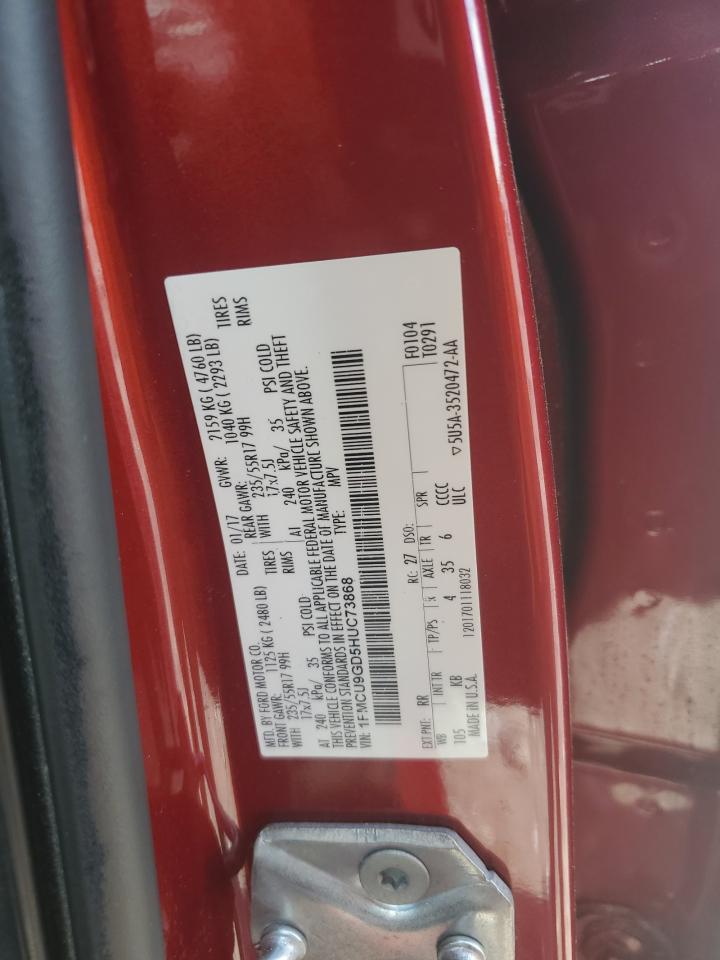 MFD. BY FORD MOTOR CO. DATE: 01/17 GVWR: 2159 KG ( 4760 LB)
FRONT GAWR: 1125 KG ( 2480 LB) REAR GAWR: 1040 KG ( 2293 LB)
WITH 235/55R17 99H TIRES WITH 235/55R17 99H TIRES
17x7.5J RIMS 17x7.5J RIMS
AT 240 kPa/ 35 PSI COLD AT 240 kPa/ 35 PSI COLD
THIS VEHICLE CONFORMS TO ALL APPLICABLE FEDERAL MOTOR VEHICLE SAFETY AND THEFT
PREVENTION STANDARDS IN EFFECT ON THE DATE OF MANUFACTURE SHOWN ABOVE.
VIN: 1FMCU9GD5HUC73868 TYPE: MPV
EXT PNT: RR RC: 27 DSO: F0104
WB INT TR TP/PS R AXLE TR SPR T0291
105 KB 4 35 6 CCCC
MADE IN U.S.A. 1201701118032 ULC ▽5U5A-3520472-AA